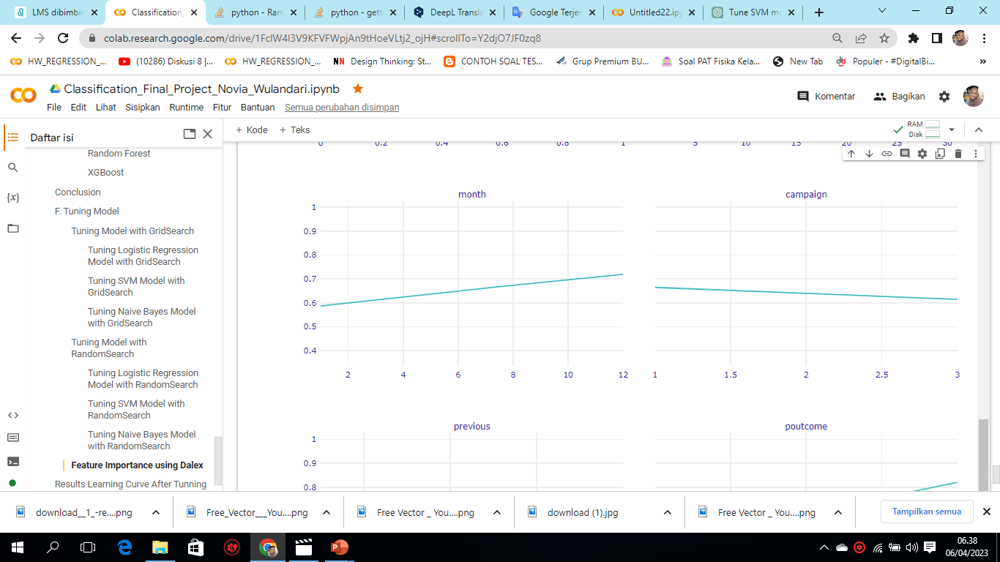 LMS dibimbin
Classification_
python - Ran
python - gett
DeepL Transla
Google Terjen
Untitled22.ip
Tune SVM mo
colab.research.google.com/drive/1FclW4l3V9KFVFWpjAn9tHoeVLtj2_ojH#scrollTo=Y2djO7JF0zq8
HW_REGRESSION_...
(10286) Diskusi 8 |...
HW_REGRESSION_...
NN Design Thinking: St...
CONTOH SOAL TES...
Grup Premium BU...
Soal PAT Fisika Kela...
New Tab
Populer - #DigitalBi...
»
Classification_Final_Project_Novia_Wulandari.ipynb
File Edit Lihat Sisipkan Runtime Fitur Bantuan Semua perubahan disimpan
Komentar
Bagikan
Daftar isi
+ Kode + Teks
RAM
Disk
Random Forest
XGBoost
Conclusion
F. Tuning Model
Tuning Model with GridSearch
Tuning Logistic Regression
Model with GridSearch
Tuning SVM Model with
GridSearch
Tuning Naive Bayes Model
with GridSearch
Tuning Model with
RandomSearch
Tuning Logistic Regression
Model with RandomSearch
Tuning SVM Model with
RandomSearch
Tuning Naive Bayes Model
with RandomSearch
Feature Importance using Dalex
Results Learning Curve After Tunning
0 0.2 0.4 0.6 0.8 1
5 10 15 20 25 30
month
1
0.9
0.8
0.7
0.6
0.5
0.4
2 4 6 8 10 12
campaign
1 1.5 2 2.5 3
previous
1
0.9
0.8
poutcome
download__1_-re....png
Free_Vector___You....png
Free Vector _ You....png
download (1).jpg
Free Vector _ You....png
Tampilkan semua
06.38
06/04/2023